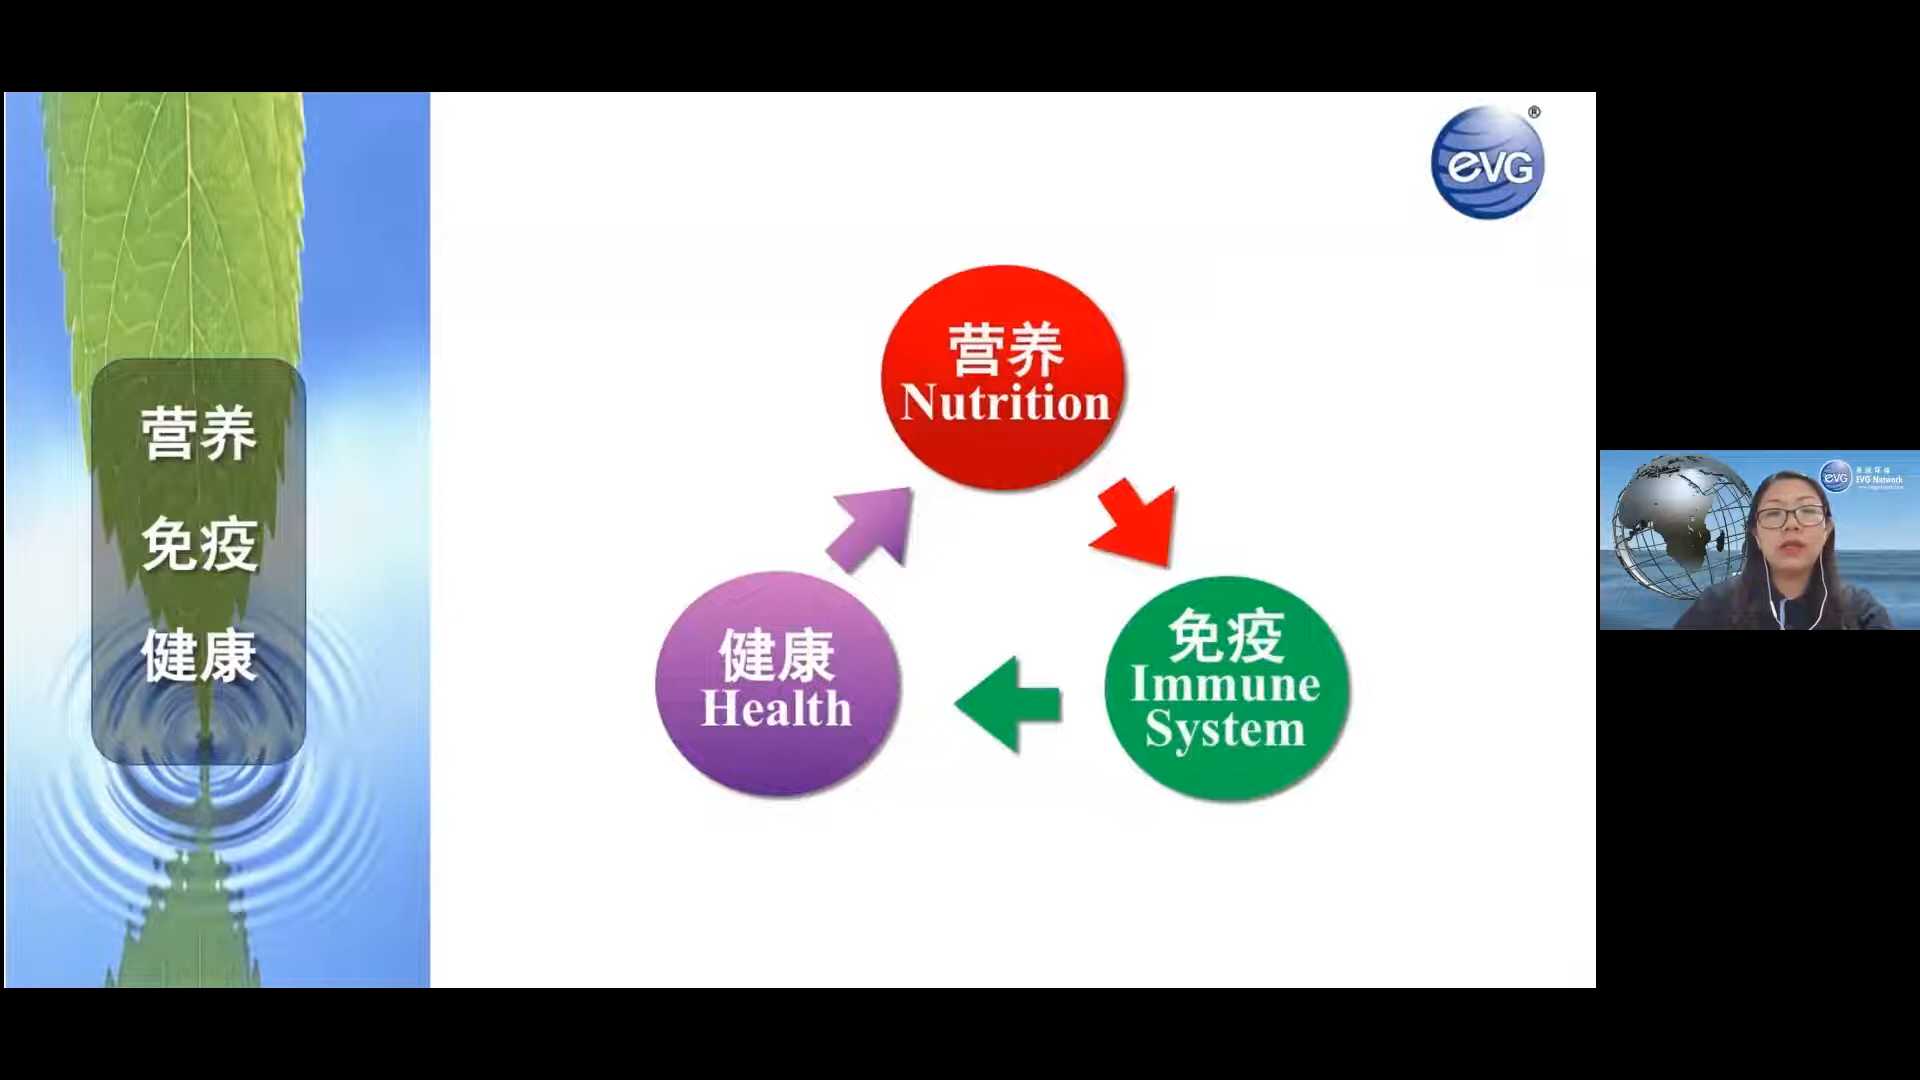 营养
免疫
健康
eVG
®
营养
Nutrition
免疫
Immune
System
健康
Health
eVG
EVG Network